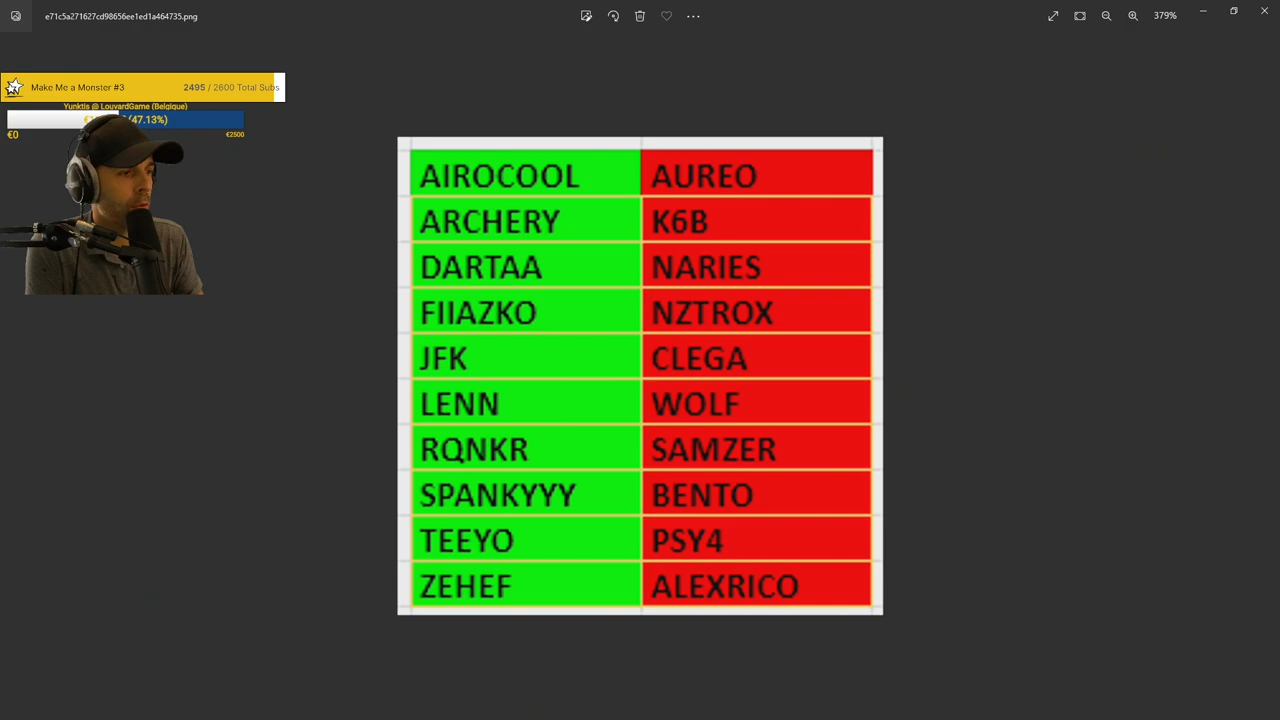 e71c5a271627cd98656ee1ed1a464735.png
379%
Make Me a Monster #3 2495 / 2600 Total Subs
Yunktis @ LouvardGame (Belgique)
(47.13%)
€0 €2500
AIROCOOL AUREO
ARCHERY K6B
DARTAA NARIES
FIIAZKO NZTROX
JFK CLEGA
LENN WOLF
RQNKR SAMZER
SPANKYYY BENTO
TEEYO PSY4
ZEHEF ALEXRICO